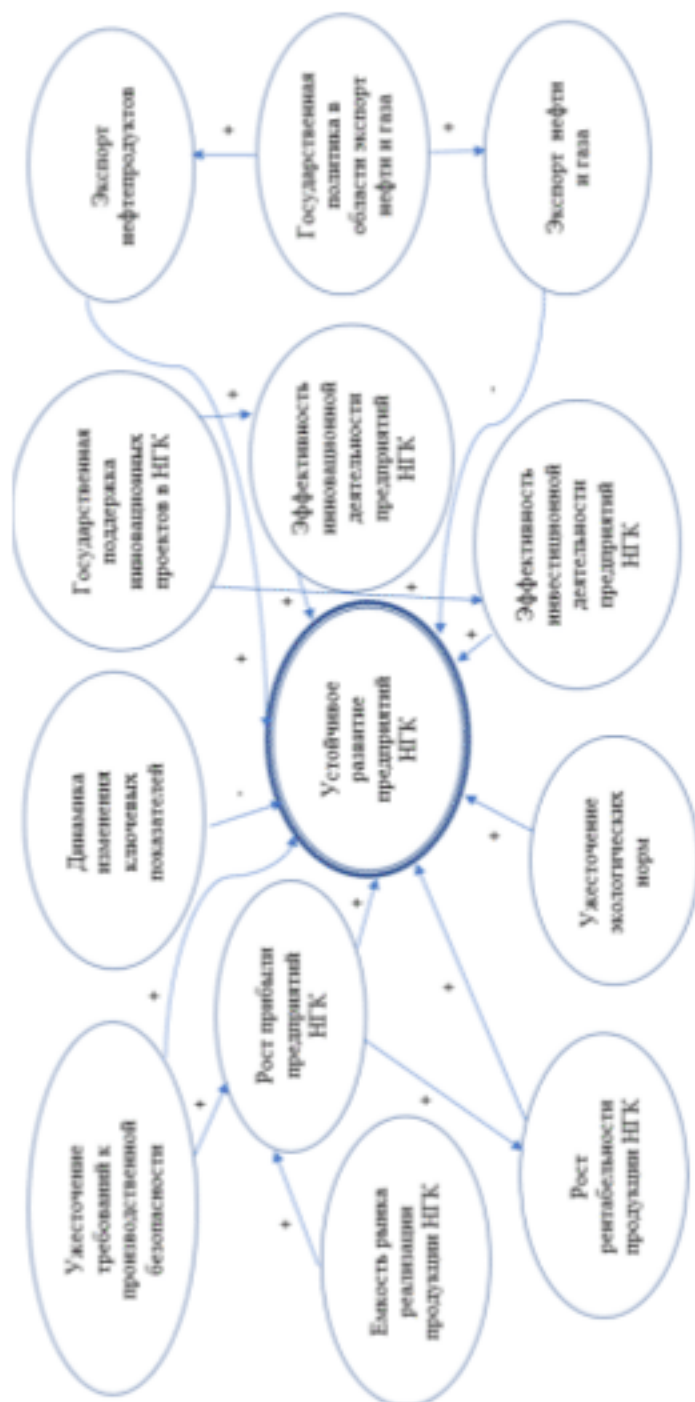 Ужесточение
требований к
производственной
безопасности
Динамика
изменения
ключевых
показателей
Государственная
поддержка
инновационных
проектов в НГК
Экспорт
нефтепродуктов
Рост прибыли
предприятий
НГК
Эффективность
инновационной
деятельности
предприятий
НГК
Емкость рынка
реализации
продукции НГК
Устойчивое
развитие
предприятий
НГК
Государственная
политика в
области экспорт
нефти и газа
Рост
рентабельности
продукции НГК
Ужесточение
экологических
норм
Эффективность
инвестиционной
деятельности
предприятий
НГК
Экспорт нефти
и газа